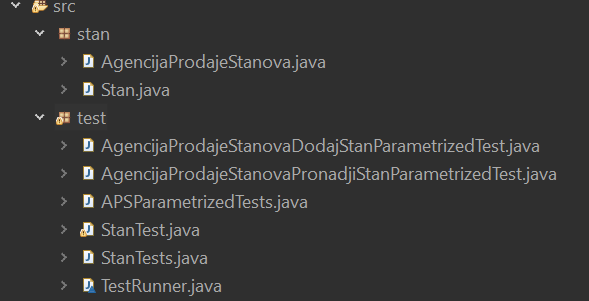 src
stan
AgencijaProdajeStanova.java
Stan.java
test
AgencijaProdajeStanovaDodajStanParametrizedTest.java
AgencijaProdajeStanovaPronadjiStanParametrizedTest.java
APSParametrizedTests.java
StanTest.java
StanTests.java
TestRunner.java